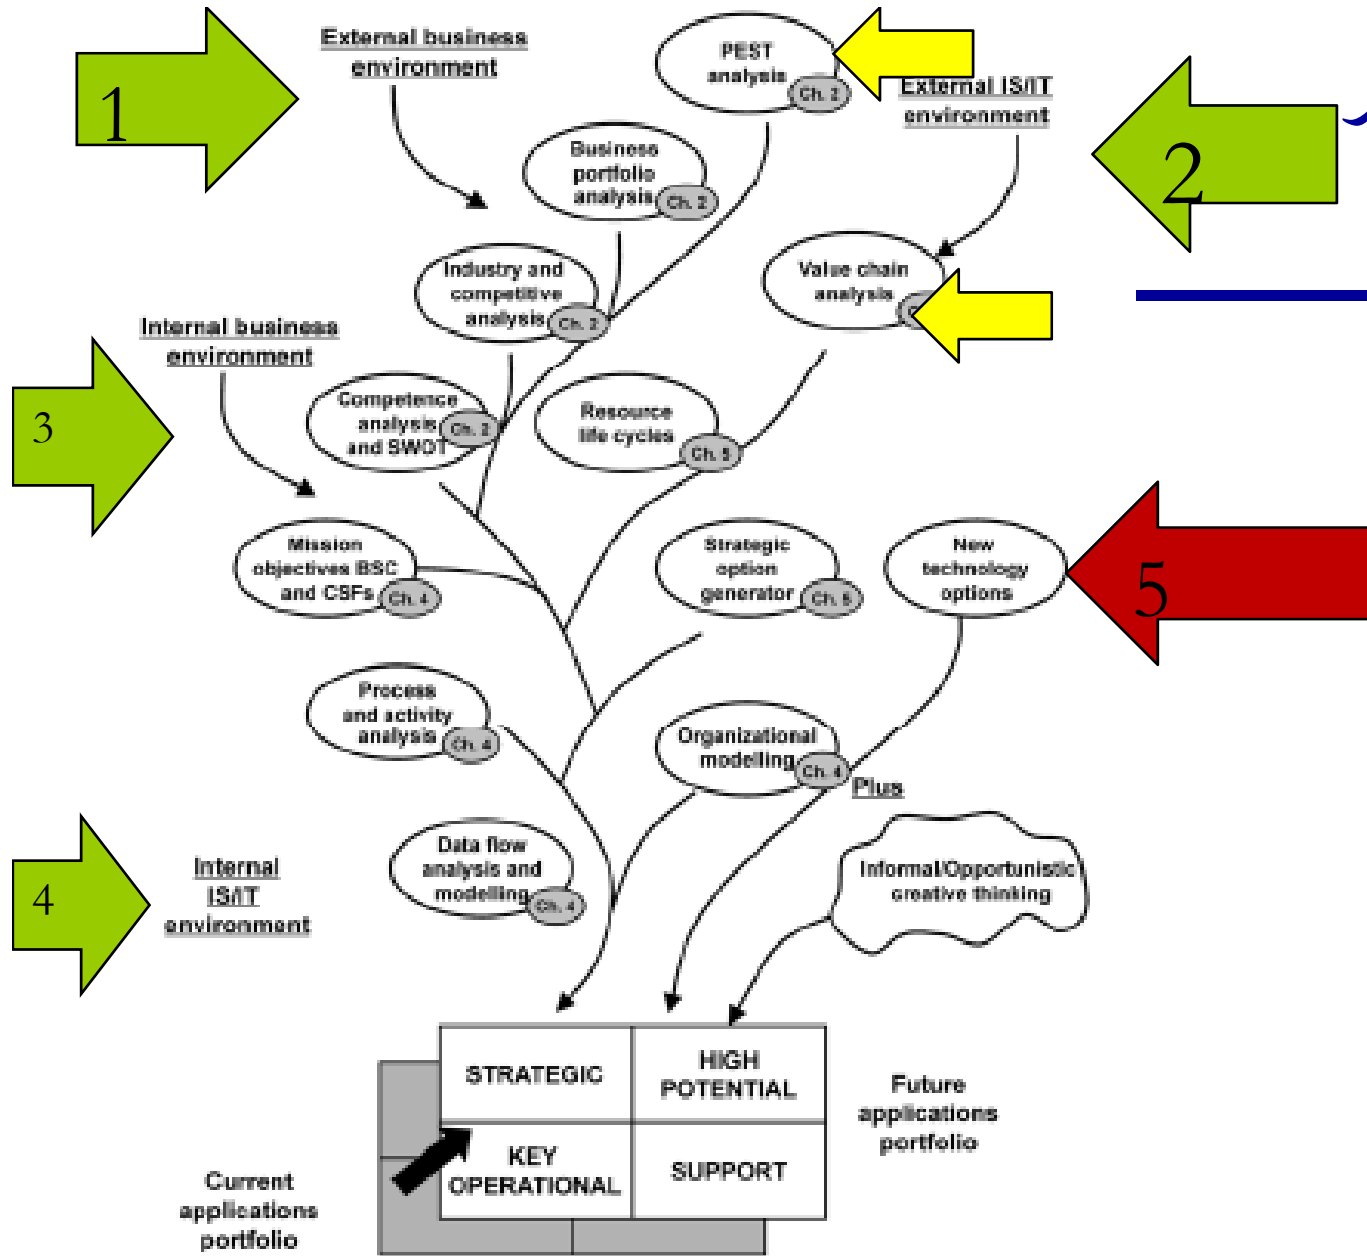 External business
environment
PEST
analysis
Ch. 2
External IS/IT
environment
1
2
Business
portfolio
analysis
Ch. 2
Industry and
competitive
analysis
Ch. 2
Value chain
analysis
Internal business
environment
3
Competence
analysis
and SWOT
Ch. 2
Resource
life cycles
Ch. 5
Mission
objectives BSC
and CSFs
Ch. 4
Strategic
option
generator
Ch. 5
New
technology
options
5
Process
and activity
analysis
Ch. 4
Organizational
modelling
Ch. 4
Plus
4
Internal
IS/IT
environment
Data flow
analysis and
modelling
Ch. 4
Informal/Opportunistic
creative thinking
STRATEGIC
HIGH
POTENTIAL
KEY
OPERATIONAL
SUPPORT
Future
applications
portfolio
Current
applications
portfolio